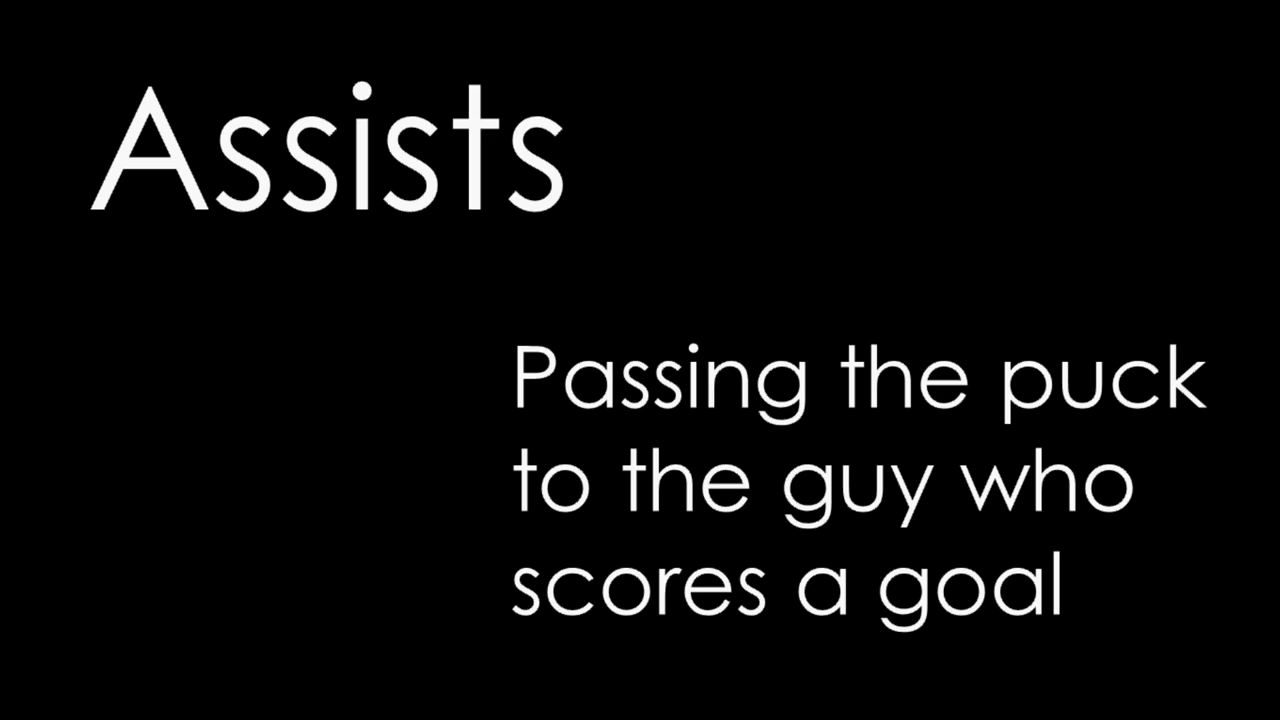 Assists
Passing the puck
to the guy who
scores a goal